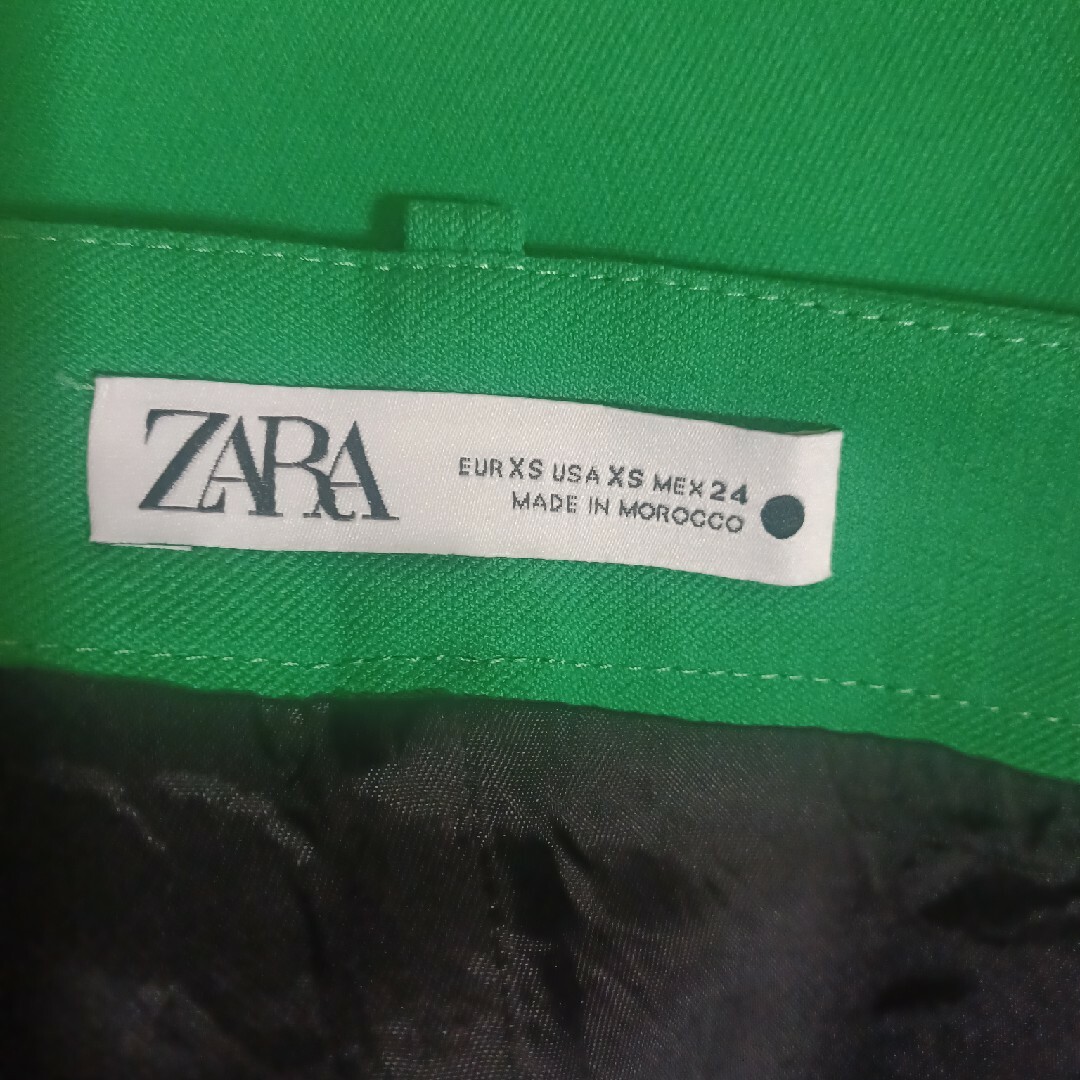 ZARA
EUR XS USA XS MEX 24
MADE IN MOROCCO